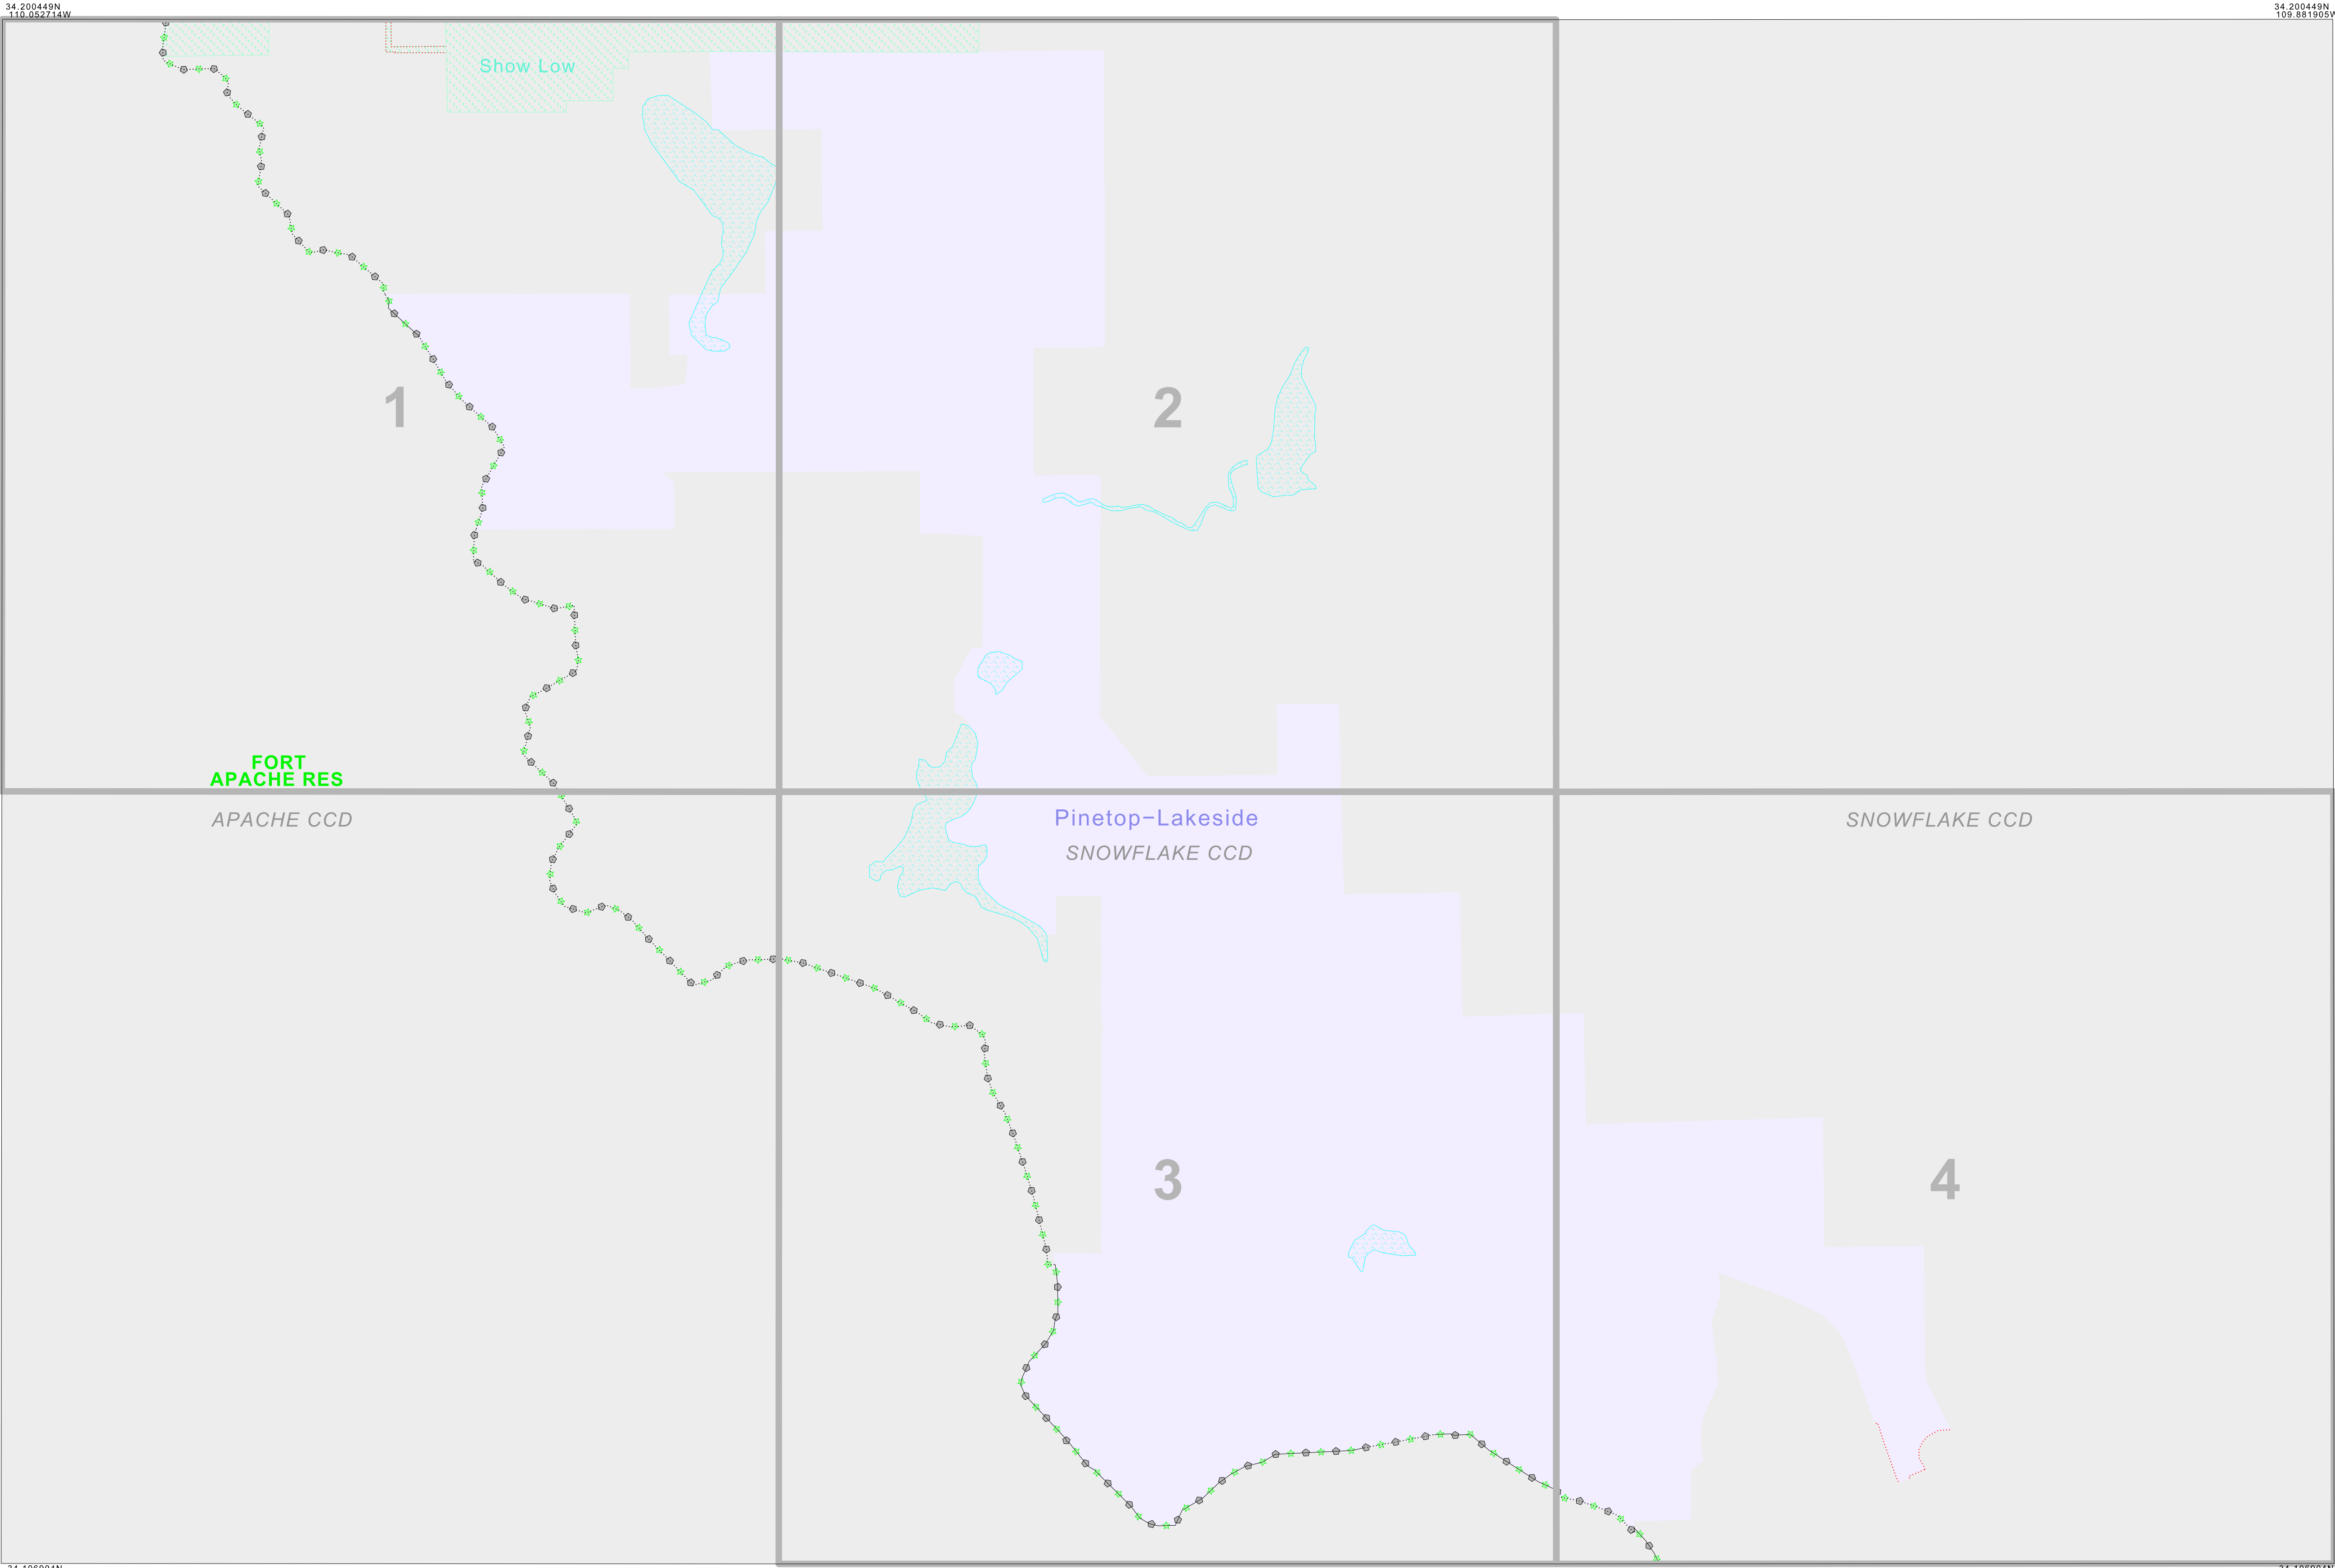 34.200449N
110.052714W
34.200449N
109.881905W
Show Low
1
2
FORT
APACHE RES
APACHE CCD
Pinetop-Lakeside
SNOWFLAKE CCD
SNOWFLAKE CCD
3
4